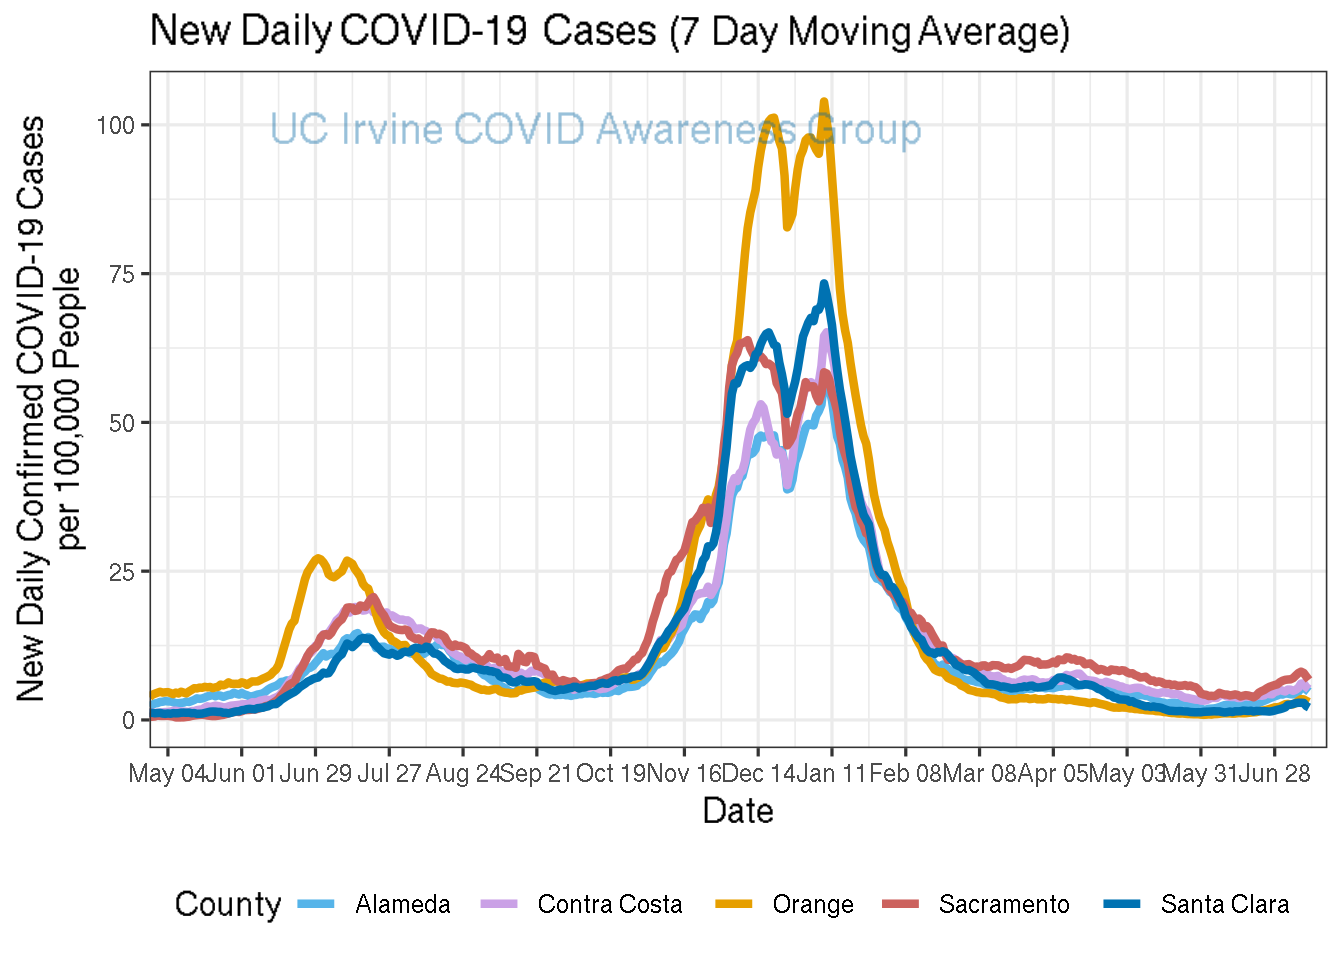 New Daily COVID-19 Cases (7 Day Moving Average)
UC Irvine COVID Awareness Group
New Daily Confirmed COVID-19 Cases
per 100,000 People
100
75
50
25
0
May 04 Jun 01 Jun 29 Jul 27 Aug 24 Sep 21 Oct 19 Nov 16 Dec 14 Jan 11 Feb 08 Mar 08 Apr 05 May 03 May 31 Jun 28
Date
County Alameda Contra Costa Orange Sacramento Santa Clara